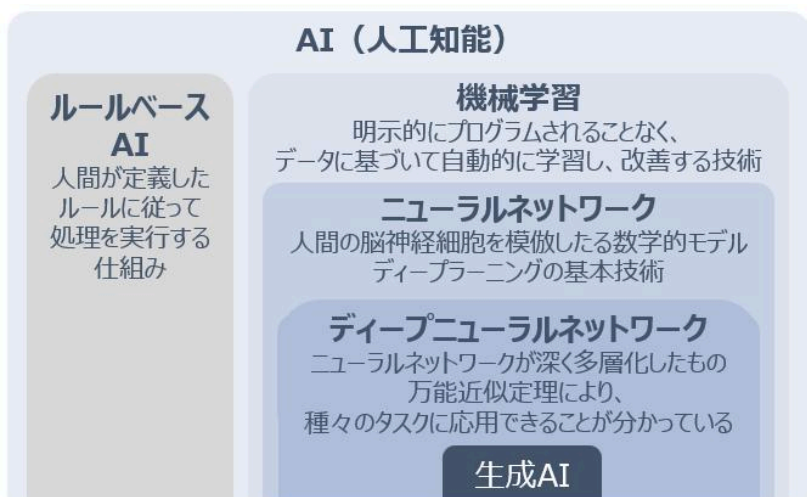 AI（人工知能）
ルールベース
AI
人間が定義した
ルールに従って
処理を実行する
仕組み
機械学習
明示的にプログラムされることなく、
データに基づいて自動的に学習し、改善する技術
ニューラルネットワーク
人間の脳神経細胞を模倣したる数学的モデル
ディープラーニングの基本技術
ディープニューラルネットワーク
ニューラルネットワークが深く多層化したもの
万能近似定理により、
種々のタスクに応用できることが分かっている
生成AI